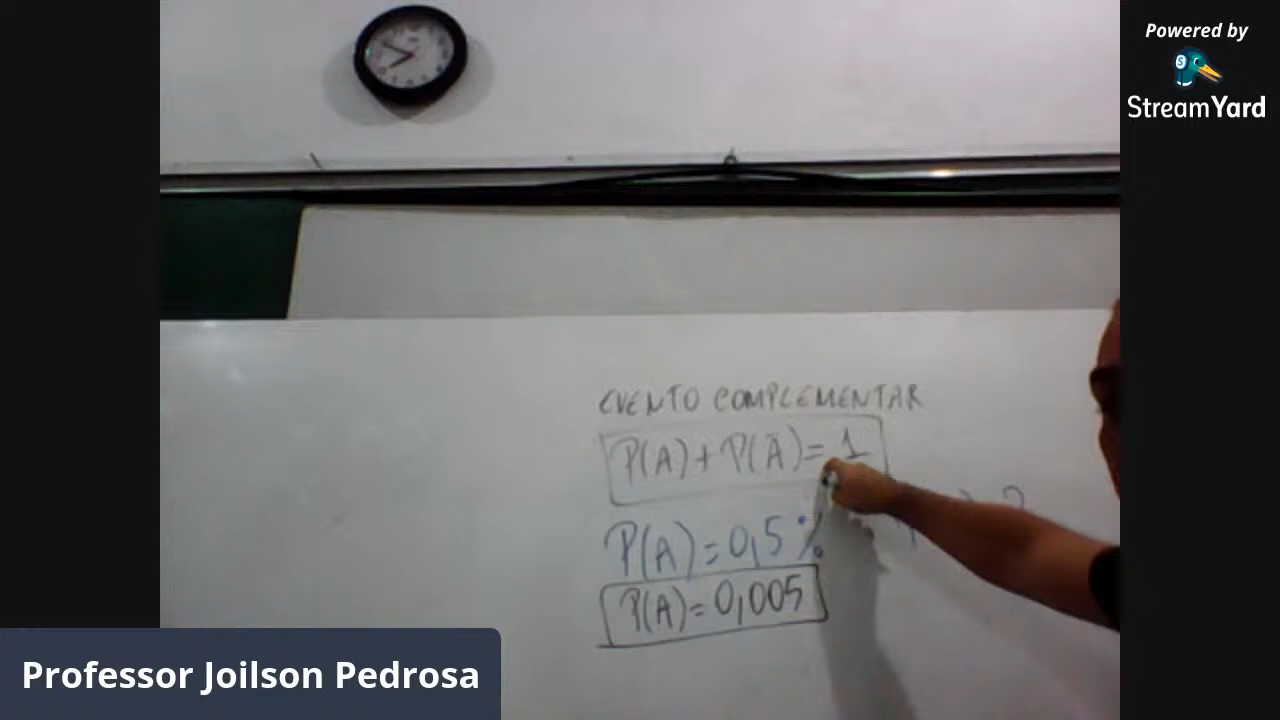 Powered by
StreamYard
EVENTO COMPLEMENTAR
P(A) + P(Ā) = 1
P(A) = 0,5 %
P(A) = 0,005
Professor Joilson Pedrosa